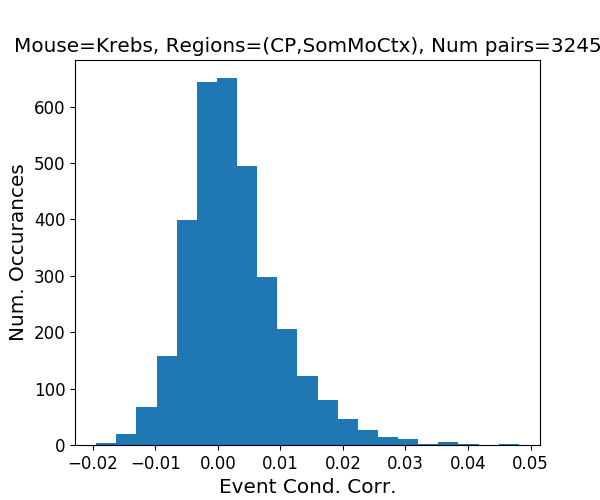 Mouse=Krebs, Regions=(CP,SomMoCtx), Num pairs=3245
Num. Occurances
600
500
400
300
200
100
0
−0.02 −0.01 0.00 0.01 0.02 0.03 0.04 0.05
Event Cond. Corr.